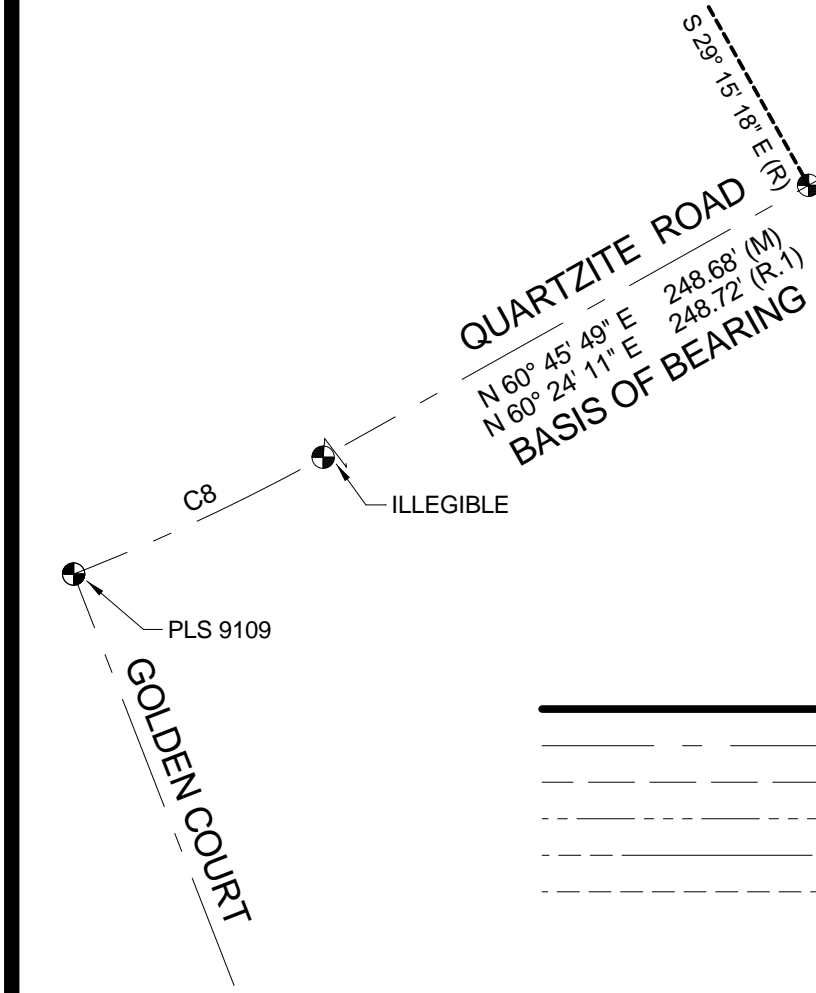 S 29° 15' 18" E (R)
QUARTZITE ROAD
N 60° 45' 49" E 248.68' (M)
N 60° 24' 11" E 248.72' (R.1)
BASIS OF BEARING
C8
ILLEGIBLE
PLS 9109
GOLDEN COURT